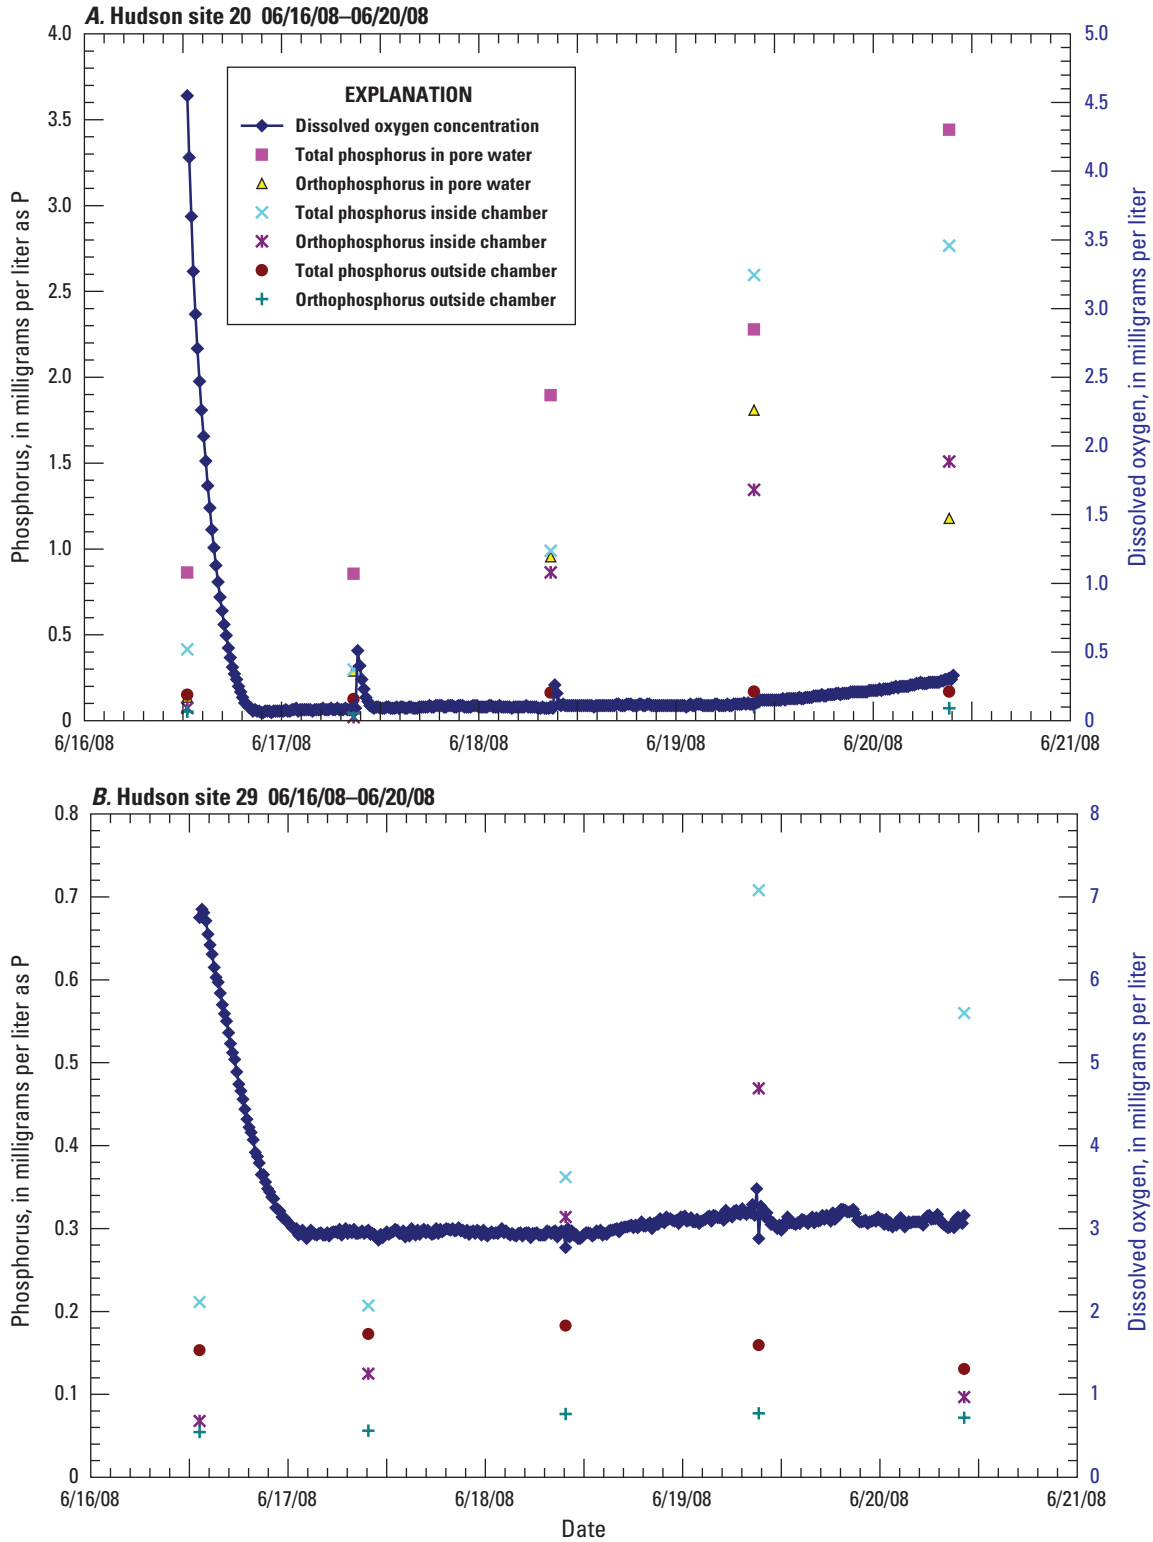 A. Hudson site 20 06/16/08–06/20/08
EXPLANATION
Dissolved oxygen concentration
Total phosphorus in pore water
Orthophosphorus in pore water
Total phosphorus inside chamber
Orthophosphorus inside chamber
Total phosphorus outside chamber
Orthophosphorus outside chamber
Phosphorus, in milligrams per liter as P
4.0
3.5
3.0
2.5
2.0
1.5
1.0
0.5
0
Dissolved oxygen, in milligrams per liter
5.0
4.5
4.0
3.5
3.0
2.5
2.0
1.5
1.0
0.5
0
6/16/08 6/17/08 6/18/08 6/19/08 6/20/08 6/21/08
B. Hudson site 29 06/16/08–06/20/08
Phosphorus, in milligrams per liter as P
0.8
0.7
0.6
0.5
0.4
0.3
0.2
0.1
0
Dissolved oxygen, in milligrams per liter
8
7
6
5
4
3
2
1
0
6/16/08 6/17/08 6/18/08 6/19/08 6/20/08 6/21/08
Date